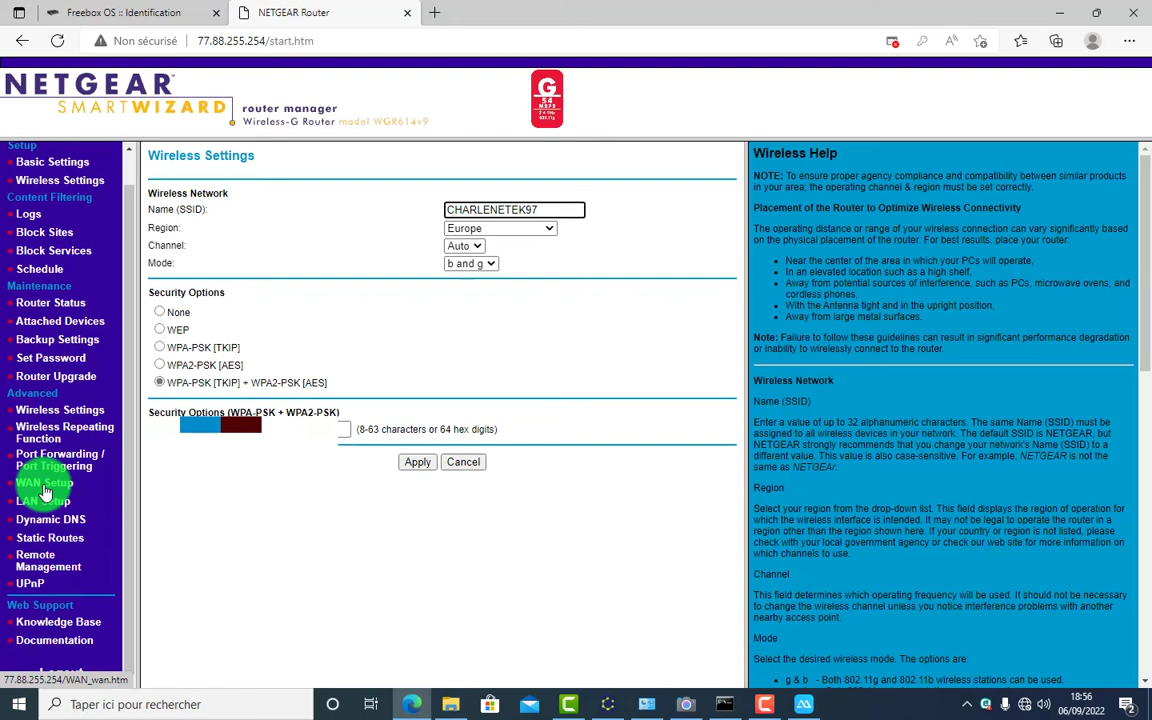 Freebox OS :: Identification
NETGEAR Router
Non sécurisé
77.88.255.254/start.htm
NETGEAR
SMARTWIZARD
router manager
Wireless-G Router model WGR614v9
G
54
MBPS
2.4 GHz
802.11g
Setup
Basic Settings
Wireless Settings
Content Filtering
Logs
Block Sites
Block Services
Schedule
Maintenance
Router Status
Attached Devices
Backup Settings
Set Password
Router Upgrade
Advanced
Wireless Settings
Wireless Repeating
Function
Port Forwarding /
Port Triggering
WAN Setup
LAN Setup
Dynamic DNS
Static Routes
Remote
Management
UPnP
Web Support
Knowledge Base
Documentation
Logout
77.88.255.254/WAN_wan.htm
Wireless Settings
Wireless Network
Name (SSID):
CHARLENETEK97
Region:
Europe
Channel:
Auto
Mode:
b and g
Security Options
None
WEP
WPA-PSK [TKIP]
WPA2-PSK [AES]
WPA-PSK [TKIP] + WPA2-PSK [AES]
Security Options (WPA-PSK + WPA2-PSK)
(8-63 characters or 64 hex digits)
Apply
Cancel
Wireless Help
NOTE: To ensure proper agency compliance and compatibility between similar products
in your area; the operating channel & region must be set correctly.
Placement of the Router to Optimize Wireless Connectivity
The operating distance or range of your wireless connection can vary significantly based
on the physical placement of the router. For best results, place your router:
Near the center of the area in which your PCs will operate,
In an elevated location such as a high shelf,
Away from potential sources of interference, such as PCs, microwave ovens, and
cordless phones,
With the Antenna tight and in the upright position,
Away from large metal surfaces.
Note: Failure to follow these guidelines can result in significant performance degradation
or inability to wirelessly connect to the router.
Wireless Network
Name (SSID)
Enter a value of up to 32 alphanumeric characters. The same Name (SSID) must be
assigned to all wireless devices in your network. The default SSID is NETGEAR, but
NETGEAR strongly recommends that you change your network's Name (SSID) to a
different value. This value is also case-sensitive. For example, NETGEAR is not the
same as NETGEAr.
Region
Select your region from the drop-down list. This field displays the region of operation for
which the wireless interface is intended. It may not be legal to operate the router in a
region other than the region shown here. If your country or region is not listed, please
check with your local government agency or check our web site for more information on
which channels to use.
Channel
This field determines which operating frequency will be used. It should not be necessary
to change the wireless channel unless you notice interference problems with another
nearby access point.
Mode
Select the desired wireless mode. The options are:
g & b - Both 802.11g and 802.11b wireless stations can be used.
Taper ici pour rechercher
18:56
06/09/2022
2